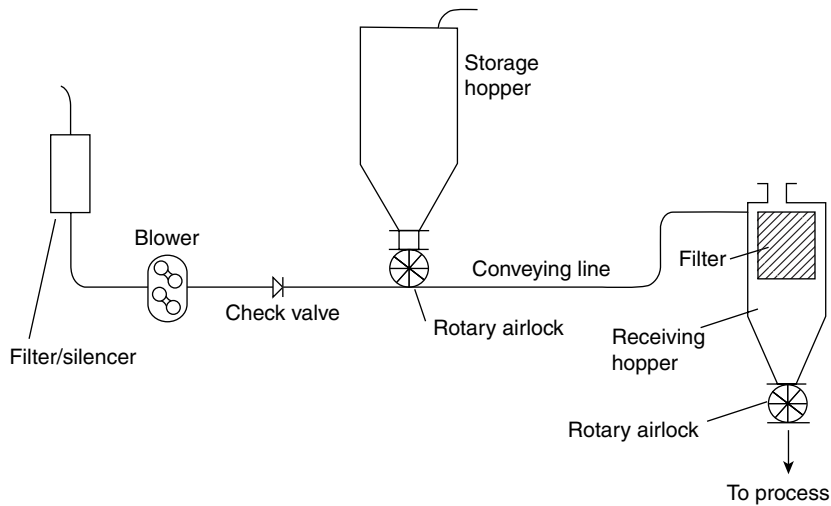 Storage
hopper
Blower
Conveying line
Filter
Check valve
Rotary airlock
Receiving
hopper
Filter/silencer
Rotary airlock
To process